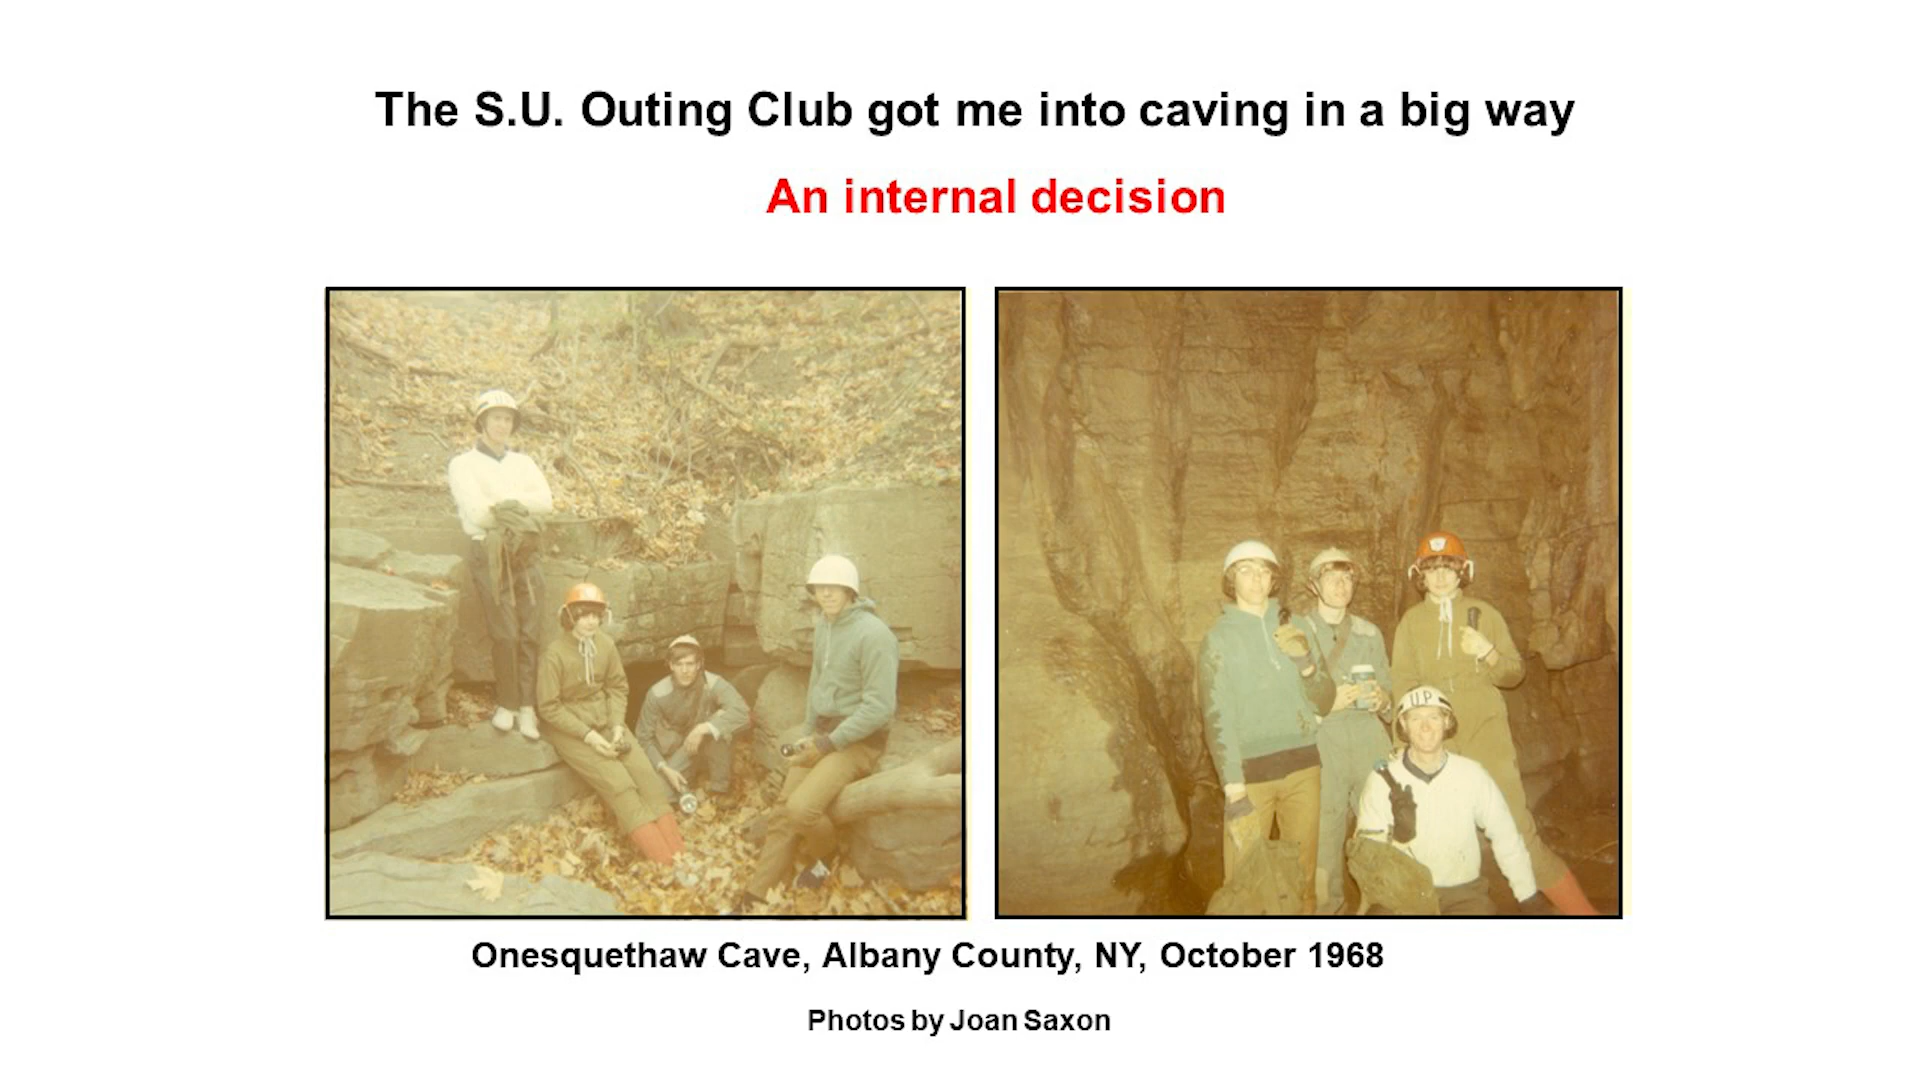 The S.U. Outing Club got me into caving in a big way
An internal decision
U.P.
Onesquethaw Cave, Albany County, NY, October 1968
Photos by Joan Saxon